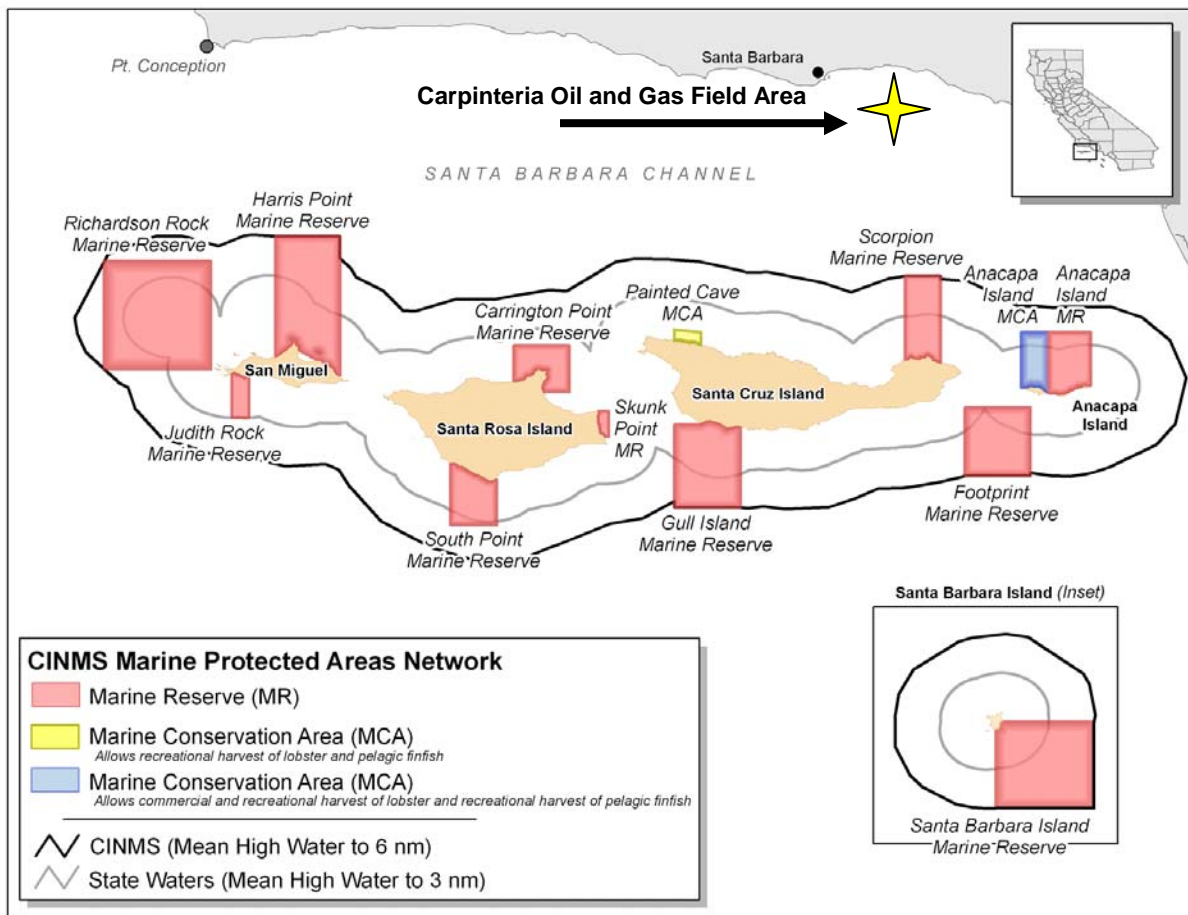 Pt. Conception
Santa Barbara
Carpinteria Oil and Gas Field Area
SANTA BARBARA CHANNEL
Richardson Rock
Marine Reserve
Harris Point
Marine Reserve
Carrington Point
Marine Reserve
Painted Cave
MCA
Scorpion
Marine Reserve
Anacapa
Island
MCA
Anacapa
Island
MR
San Miguel
Santa Rosa Island
Skunk
Point
MR
Santa Cruz Island
Anacapa
Island
Judith Rock
Marine Reserve
South Point
Marine Reserve
Gull Island
Marine Reserve
Footprint
Marine Reserve
Santa Barbara Island (Inset)
Santa Barbara Island
Marine Reserve
CINMS Marine Protected Areas Network
Marine Reserve (MR)
Marine Conservation Area (MCA)
Allows recreational harvest of lobster and pelagic finfish
Marine Conservation Area (MCA)
Allows commercial and recreational harvest of lobster and recreational harvest of pelagic finfish
CINMS (Mean High Water to 6 nm)
State Waters (Mean High Water to 3 nm)